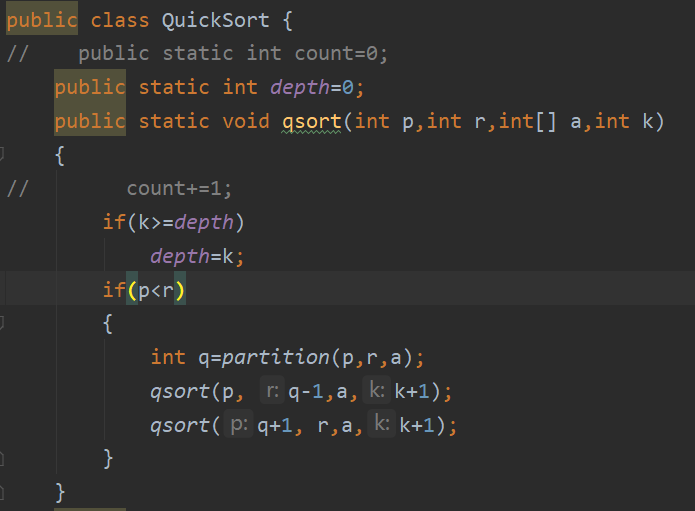 public class QuickSort {
//    public static int count=0;
    public static int depth=0;
    public static void qsort(int p,int r,int[] a,int k)
    {
//        count+=1;
        if(k>=depth)
            depth=k;
        if(p<r)
        {
            int q=partition(p,r,a);
            qsort(p, r: q-1,a, k: k+1);
            qsort( p: q+1, r,a, k: k+1);
        }
    }